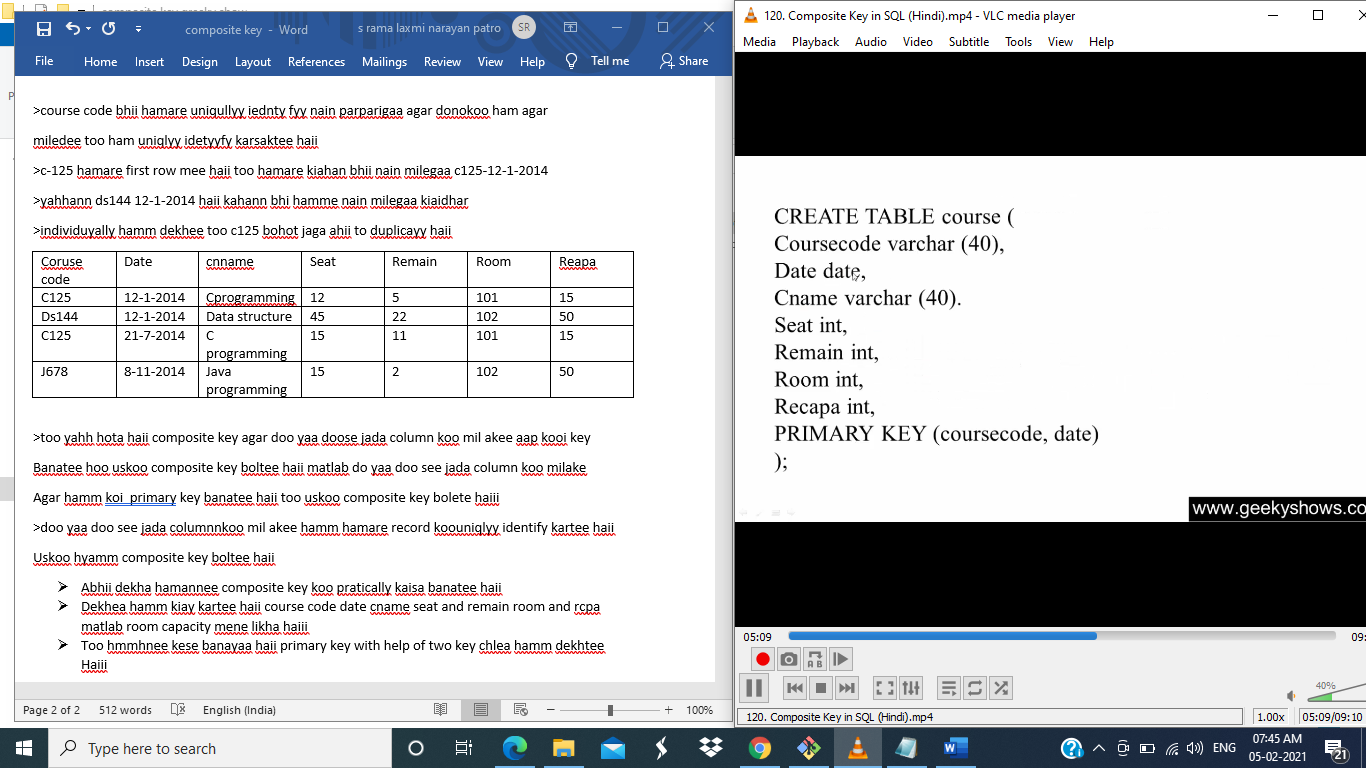 composite key - Word
s rama laxmi narayan patro
SR
File
Home
Insert
Design
Layout
References
Mailings
Review
View
Help
Tell me
Share
>course code bhii hamare uniqullyy iednty fyy nain parparigaa agar donokoo ham agar
miledee too ham uniqlyy idetyyfy karsaktee haii
>c-125 hamare first row mee haii too hamare kiahan bhii nain milegaa c125-12-1-2014
>yahhann ds144 12-1-2014 haii kahann bhi hamme nain milegaa kiaidhar
>individuyally hamm dekhee too c125 bohot jaga ahii to duplicayy haii
Coruse code	Date	cnname	Seat	Remain	Room	Reapa
C125	12-1-2014	Cprogramming	12	5	101	15
Ds144	12-1-2014	Data structure	45	22	102	50
C125	21-7-2014	C programming	15	11	101	15
J678	8-11-2014	Java programming	15	2	102	50
>too yahh hota haii composite key agar doo yaa doose jada column koo mil akee aap kooi key
Banatee hoo uskoo composite key boltee haii matlab do yaa doo see jada column koo milake
Agar hamm koi primary key banatee haii too uskoo composite key bolete haiii
>doo yaa doo see jada columnnkoo mil akee hamm hamare record koouniqlyy identify kartee haii
Uskoo hyamm composite key boltee haii
Abhii dekha hamannee composite key koo pratically kaisa banatee haii
Dekhea hamm kiay kartee haii course code date cname seat and remain room and rcpa
matlab room capacity mene likha haiii
Too hmmhnee kese banayaa haii primary key with help of two key chlea hamm dekhtee
Haiii
Page 2 of 2
512 words
English (India)
100%
120. Composite Key in SQL (Hindi).mp4 - VLC media player
Media
Playback
Audio
Video
Subtitle
Tools
View
Help
CREATE TABLE course (
Coursecode varchar (40),
Date date,
Cname varchar (40).
Seat int,
Remain int,
Room int,
Recapa int,
PRIMARY KEY (coursecode, date)
);
www.geekyshows.co
05:09
09:
40%
120. Composite Key in SQL (Hindi).mp4
1.00x
05:09/09:10
Type here to search
ENG
07:45 AM
05-02-2021
21